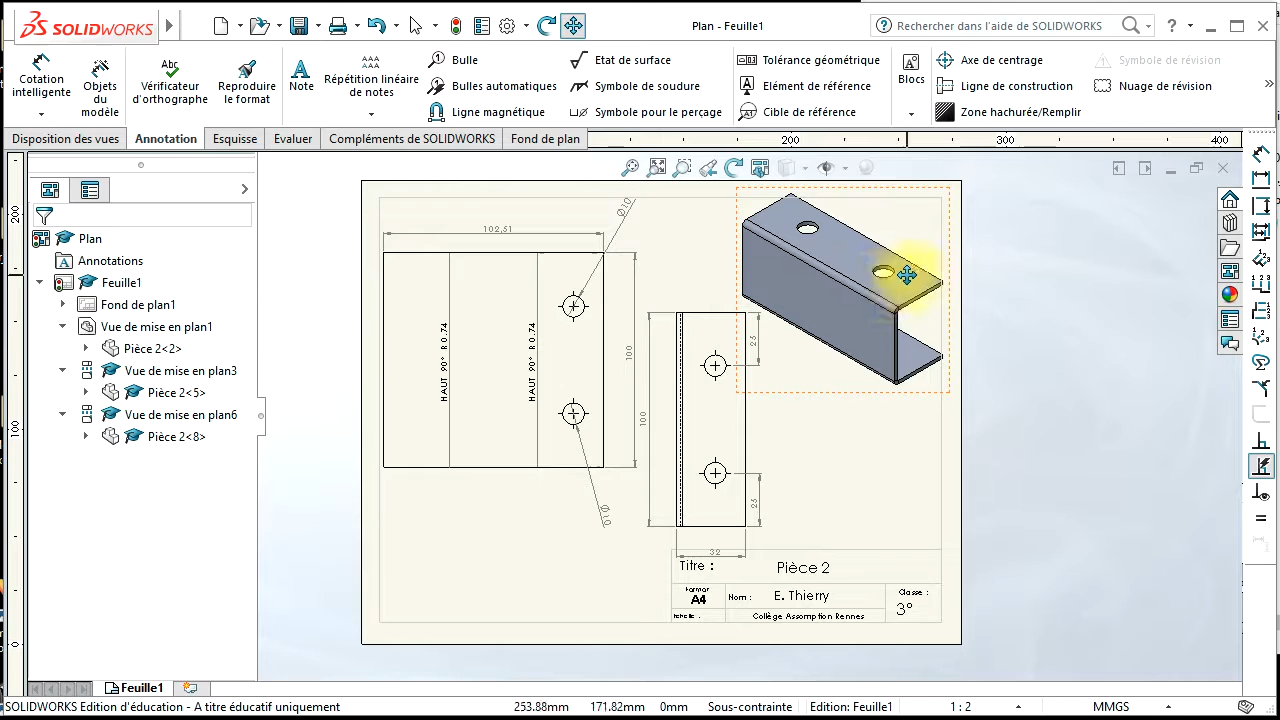 SOLIDWORKS
Plan - Feuille1
Rechercher dans l'aide de SOLIDWORKS
?
Cotation intelligente
Objets du modèle
Vérificateur d'orthographe
Reproduire le format
Note
Répétition linéaire de notes
Bulle
Bulles automatiques
Ligne magnétique
Etat de surface
Symbole de soudure
Symbole pour le perçage
Tolérance géométrique
Elément de référence
Cible de référence
Blocs
Axe de centrage
Ligne de construction
Zone hachurée/Remplir
Symbole de révision
Nuage de révision
Disposition des vues
Annotation
Esquisse
Evaluer
Compléments de SOLIDWORKS
Fond de plan
200
300
400
200
100
0
Plan
Annotations
Feuille1
Fond de plan1
Vue de mise en plan1
Pièce 2<2>
Vue de mise en plan3
Pièce 2<5>
Vue de mise en plan6
Pièce 2<8>
102,51
Ø10
HAUT 90° R 0.74
HAUT 90° R 0.74
100
Ø10
100
25
25
32
Titre :
Pièce 2
Format
A4
Nom :
E. Thierry
Classe :
3°
Collège Assomption Rennes
Feuille1
SOLIDWORKS Edition d'éducation - A titre éducatif uniquement
253.88mm
171.82mm
0mm
Sous-contrainte
Edition: Feuille1
1 : 2
MMGS